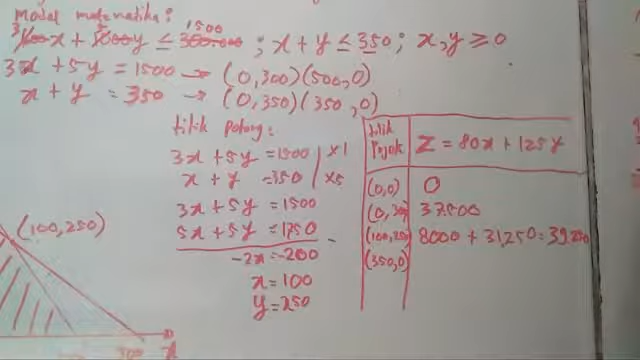 model matematika:
1500
3x + 5y ≤ 300.000 ; x + y ≤ 350 ; x,y ≥ 0
3x + 5y = 1500 → (0,300)(500,0)
x + y = 350 → (0,350)(350,0)
titik potong:
3x + 5y = 1500 | x1
x + y = 350 | x5
3x + 5y = 1500
5x + 5y = 1750 -
-2x = -200
x = 100
y = 250
titik pojok
Z = 80x + 125y
(0,0) 0
37.500
(100,250) 8000 + 31.250 = 39.250
(350,0)
(100,250)
x